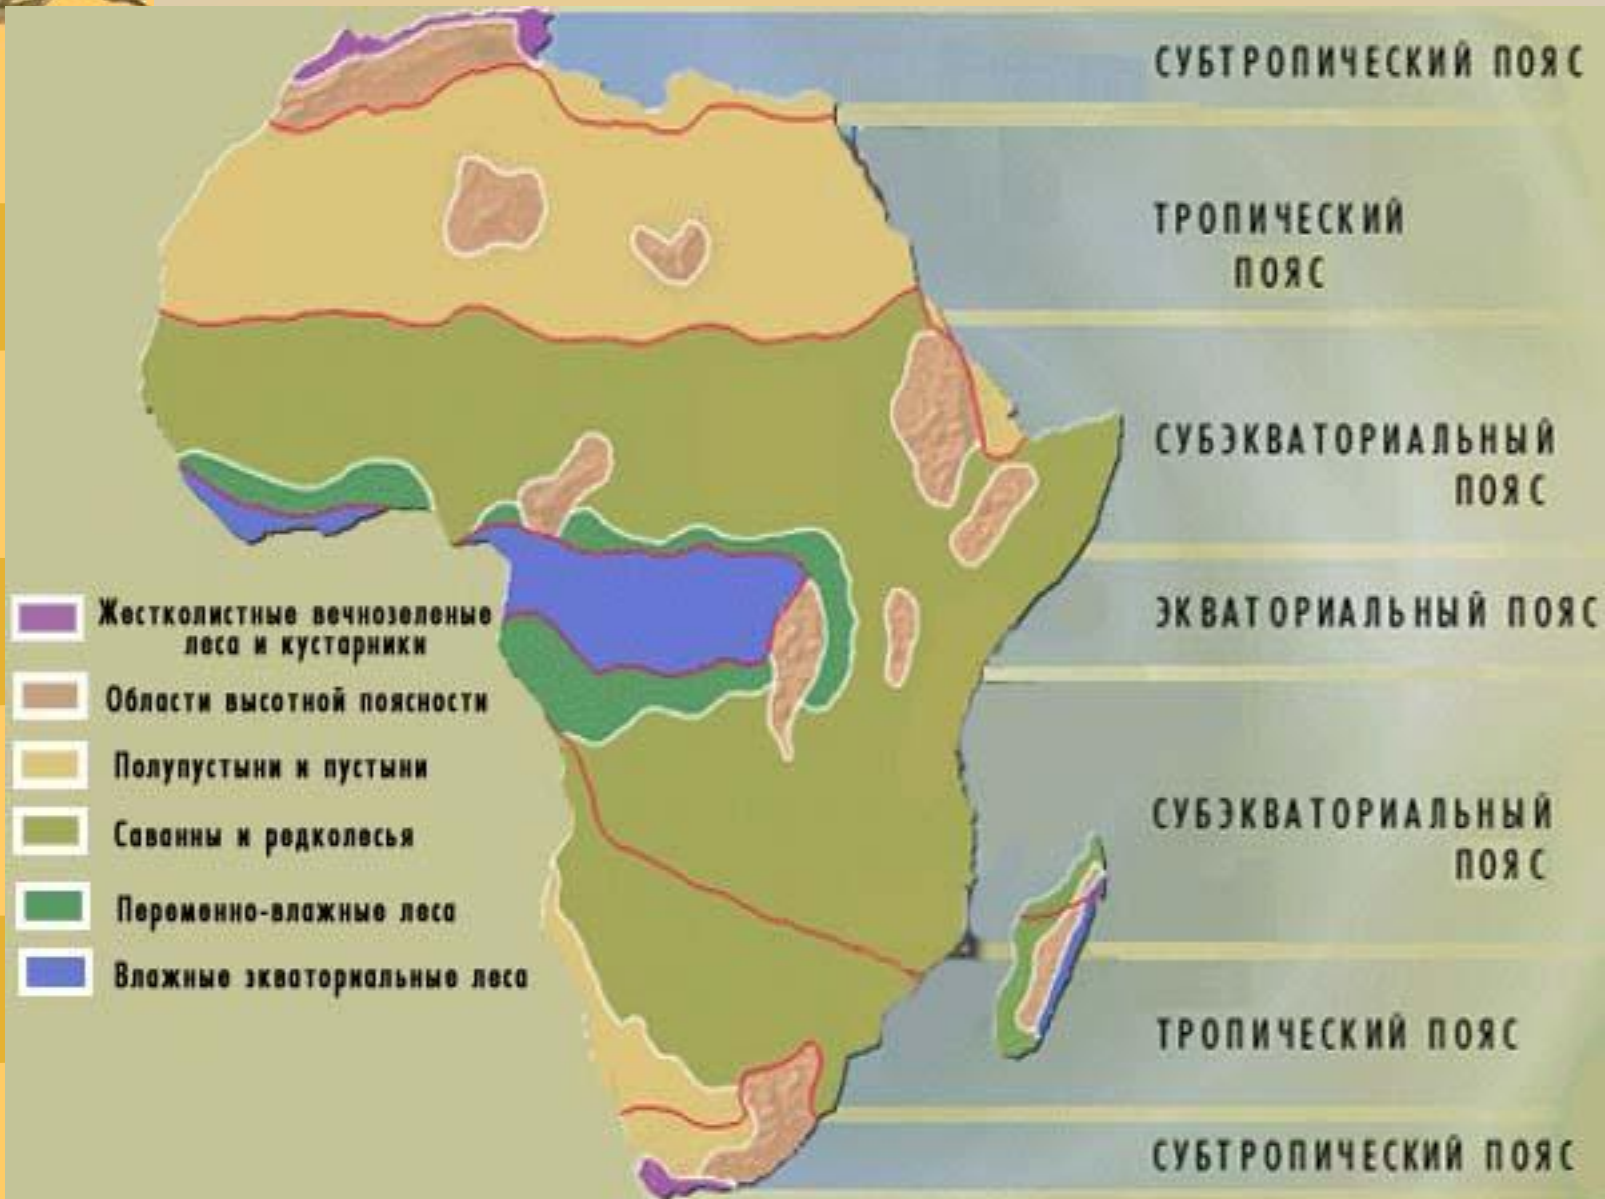 СУБТРОПИЧЕСКИЙ ПОЯС
ТРОПИЧЕСКИЙ
ПОЯС
СУБЭКВАТОРИАЛЬНЫЙ
ПОЯС
ЭКВАТОРИАЛЬНЫЙ ПОЯС
СУБЭКВАТОРИАЛЬНЫЙ
ПОЯС
ТРОПИЧЕСКИЙ ПОЯС
СУБТРОПИЧЕСКИЙ ПОЯС
Жестколистные вечнозеленые
леса и кустарники
Области высотной поясности
Полупустыни и пустыни
Саванны и редколесья
Переменно-влажные леса
Влажные экваториальные леса